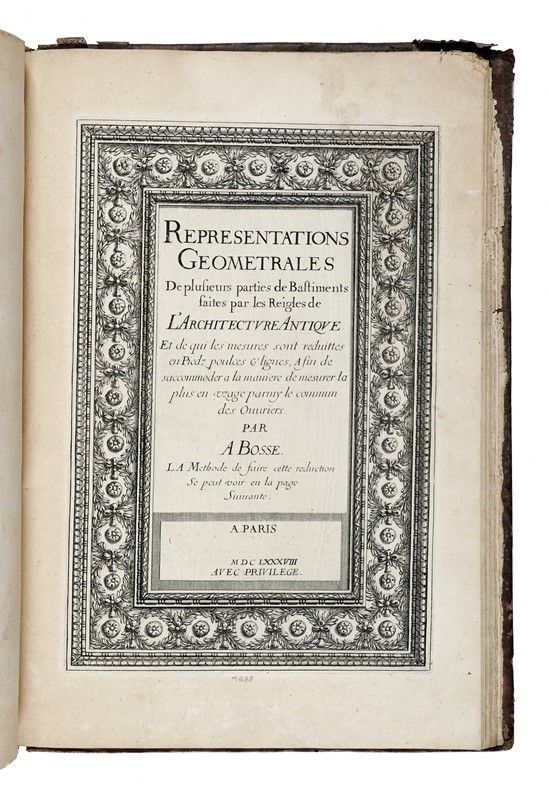 REPRESENTATIONS
GEOMETRALES
De plusieurs parties de Bastiments
faites par les Reigles de
L'ARCHITECTVRE ANTIQVE
Et de qui les mesures sont reduittes
en Piedz poulces & lignes, Afin de
saccommoder a la maniere de mesurer la
plus en vzage parmy le commun
des Ouuriers.
PAR
A BOSSE.
LA Methode de faire cette reduction
Se peut voir en la page
Suiuante.
A PARIS
M DC LXXXVIII
AVEC PRIVILEGE.
1688